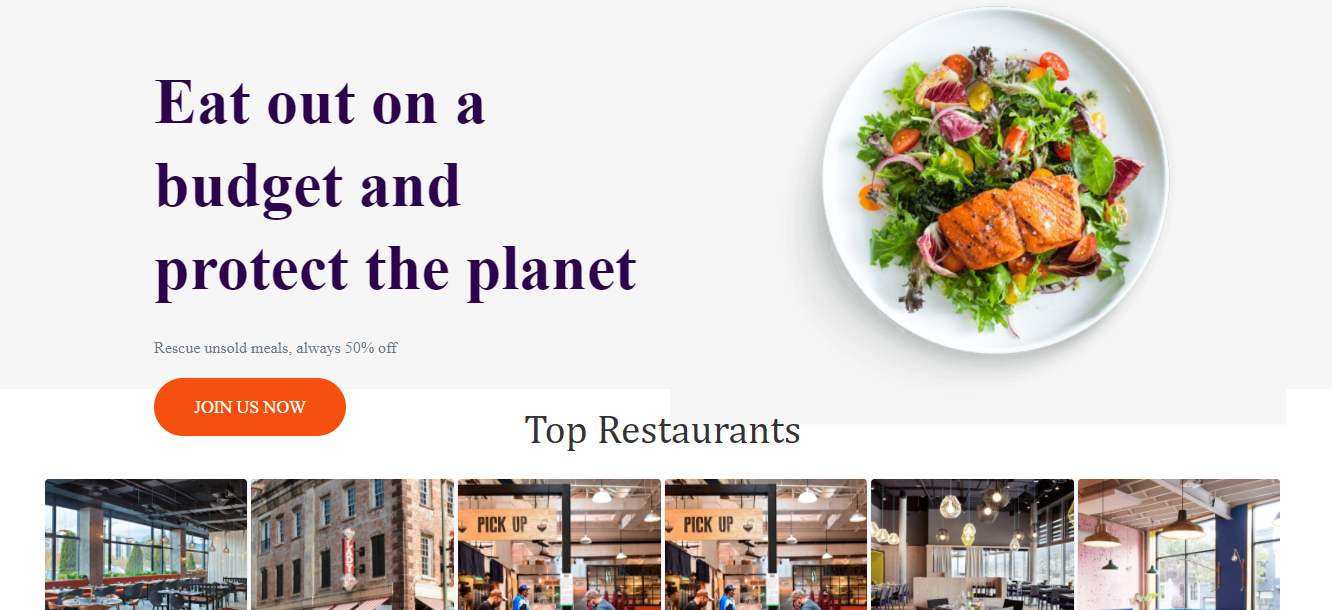 Eat out on a
budget and
protect the planet
Rescue unsold meals, always 50% off
JOIN US NOW
Top Restaurants
PICK UP
PICK UP